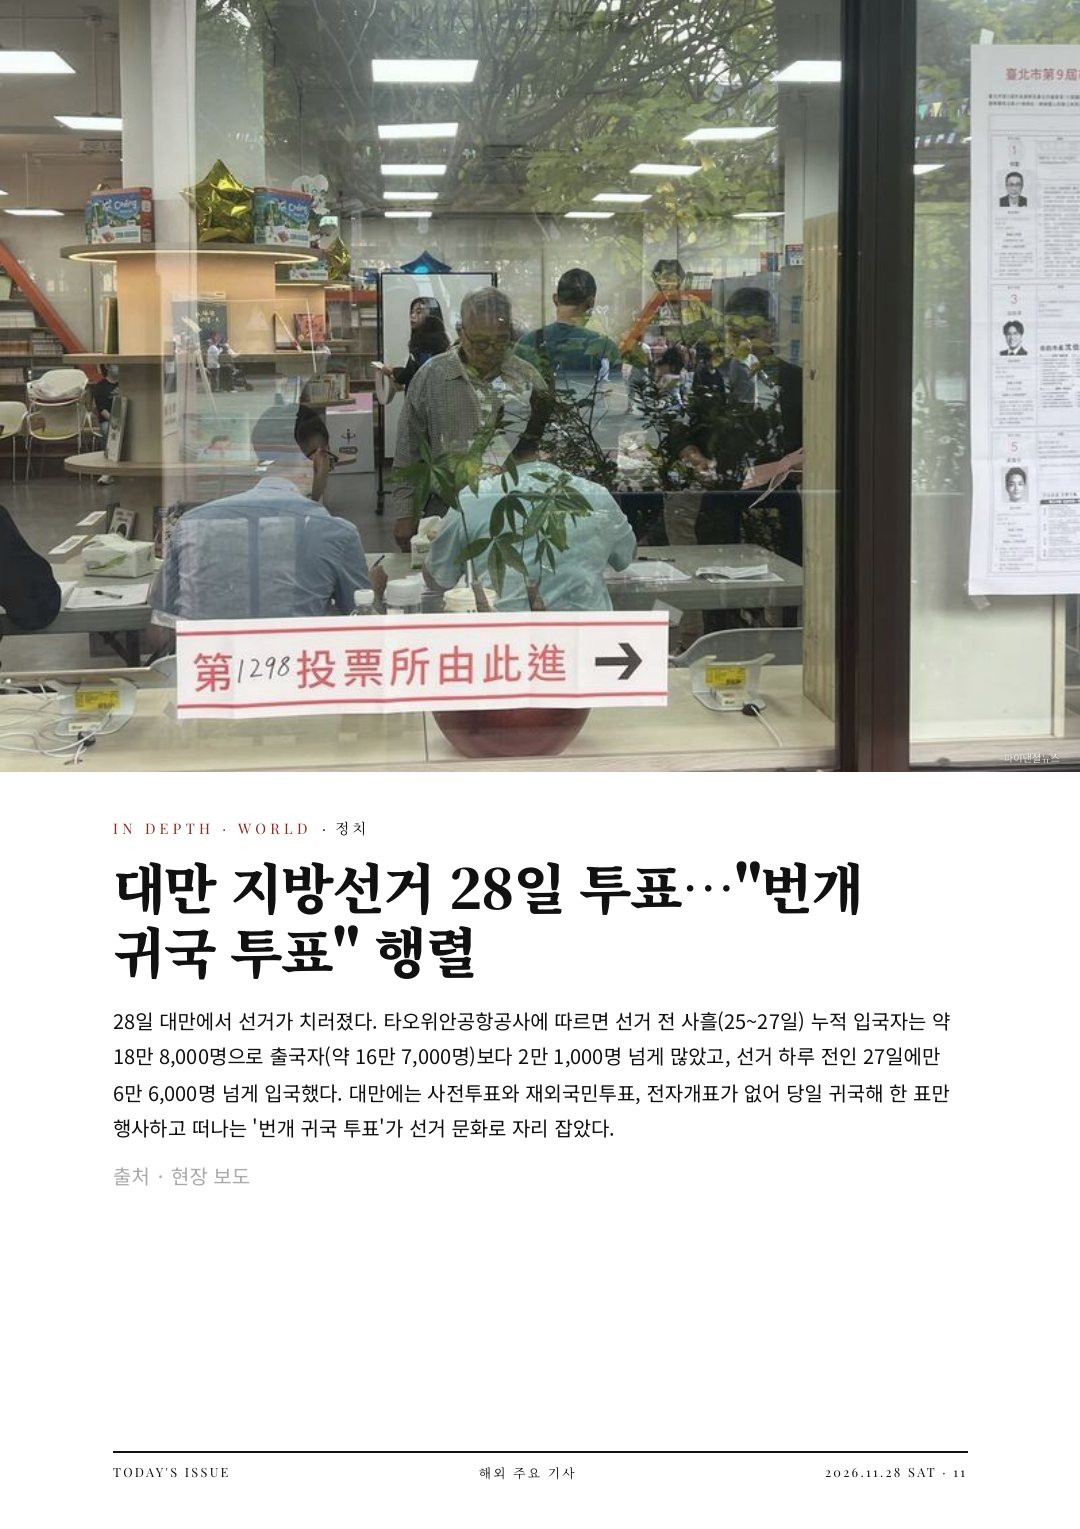 臺北市第9屆
1
3
5
第1298投票所由此進 →
파이낸셜뉴스
IN DEPTH · WORLD · 정치
대만 지방선거 28일 투표…"번개
귀국 투표" 행렬
28일 대만에서 선거가 치러졌다. 타오위안공항공사에 따르면 선거 전 사흘(25~27일) 누적 입국자는 약
18만 8,000명으로 출국자(약 16만 7,000명)보다 2만 1,000명 넘게 많았고, 선거 하루 전인 27일에만
6만 6,000명 넘게 입국했다. 대만에는 사전투표와 재외국민투표, 전자개표가 없어 당일 귀국해 한 표만
행사하고 떠나는 '번개 귀국 투표'가 선거 문화로 자리 잡았다.
출처 · 현장 보도
TODAY'S ISSUE
해외 주요 기사
2026.11.28 SAT · 11